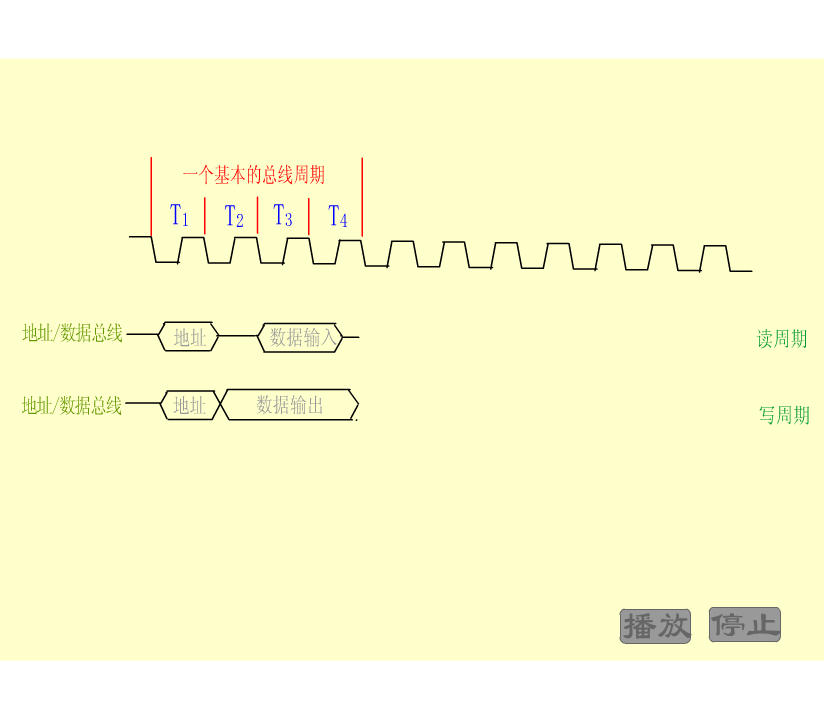 一个基本的总线周期
T1 T2 T3 T4
地址/数据总线 地址 数据输入 读周期
地址/数据总线 地址 数据输出 写周期
播放 停止